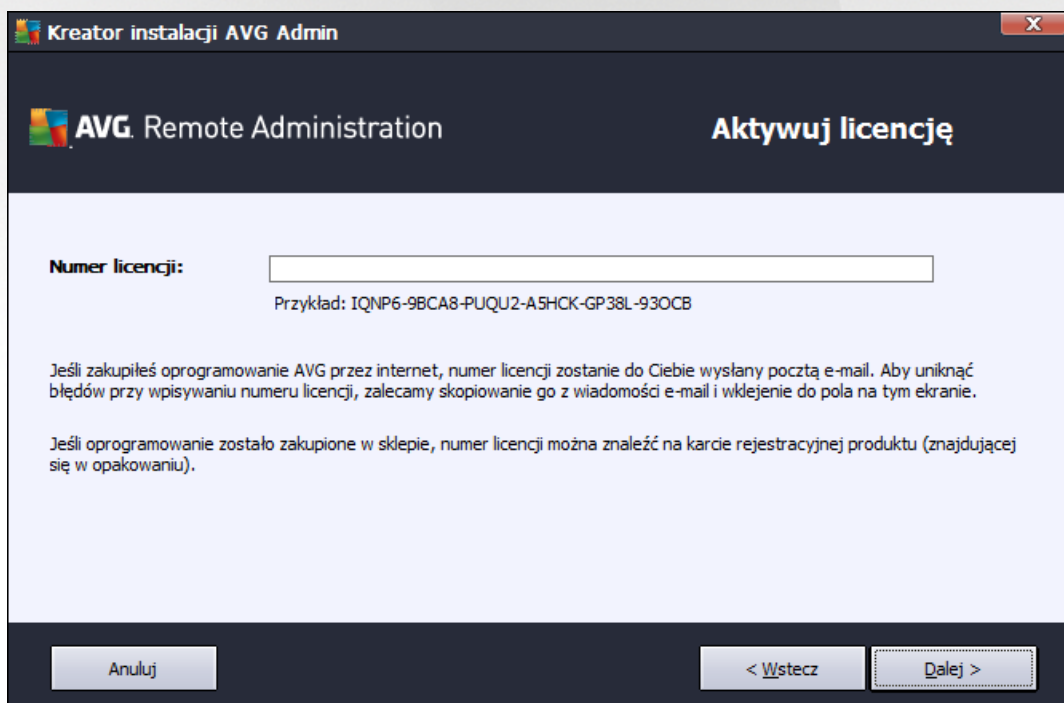 Kreator instalacji AVG Admin
AVG. Remote Administration
Aktywuj licencję
Numer licencji:
Przykład: IQNP6-9BCA8-PUQU2-A5HCK-GP38L-93OCB
Jeśli zakupiłeś oprogramowanie AVG przez internet, numer licencji zostanie do Ciebie wysłany pocztą e-mail. Aby uniknąć
błędów przy wpisywaniu numeru licencji, zalecamy skopiowanie go z wiadomości e-mail i wklejenie do pola na tym ekranie.
Jeśli oprogramowanie zostało zakupione w sklepie, numer licencji można znaleźć na karcie rejestracyjnej produktu (znajdującej
się w opakowaniu).
Anuluj
< Wstecz
Dalej >